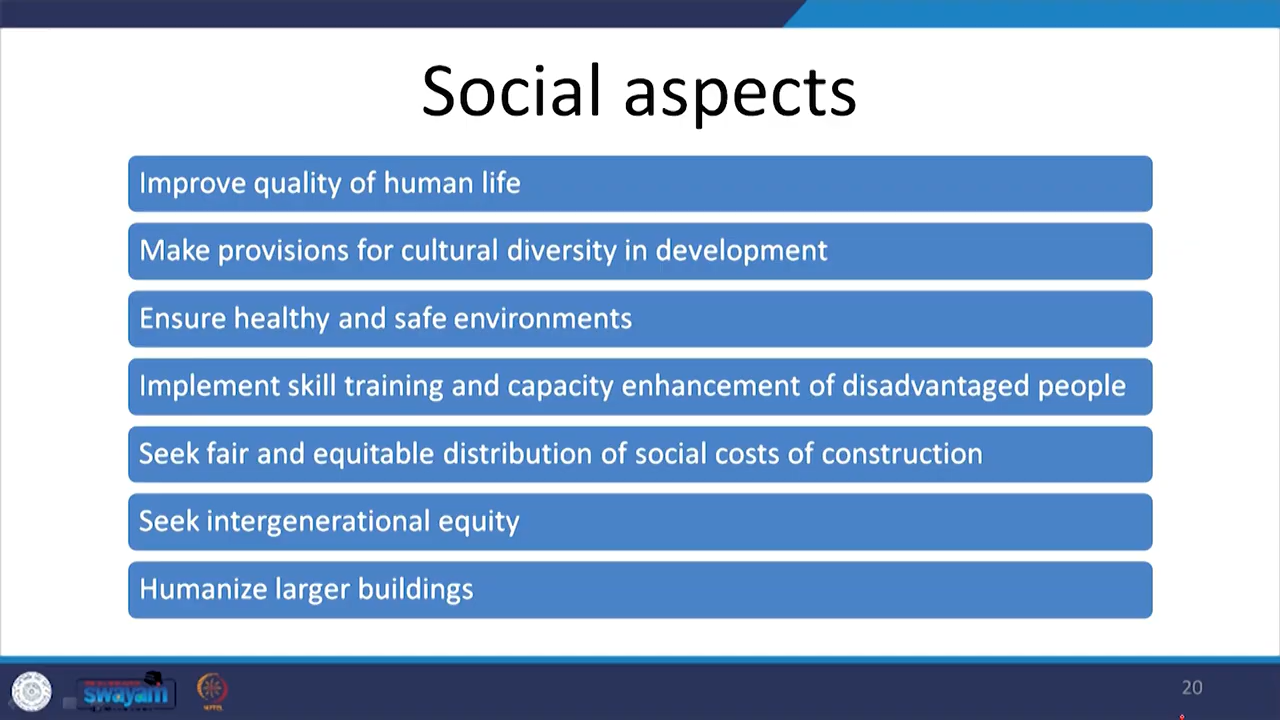 Social aspects
Improve quality of human life
Make provisions for cultural diversity in development
Ensure healthy and safe environments
Implement skill training and capacity enhancement of disadvantaged people
Seek fair and equitable distribution of social costs of construction
Seek intergenerational equity
Humanize larger buildings
swayam
20